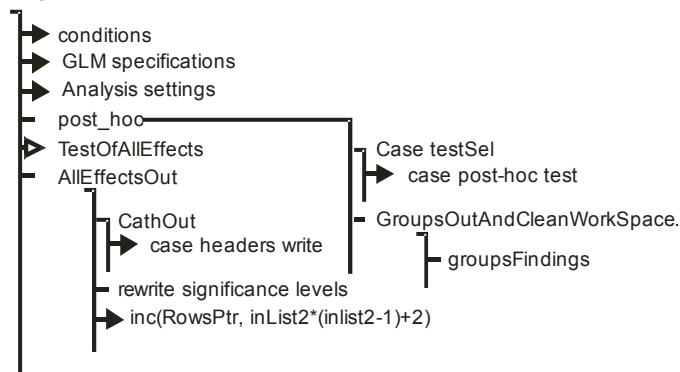 conditions
GLM specifications
Analysis settings
post_hoc
TestOfAllEffects
AllEffectsOut
CathOut
case headers write
rewrite significance levels
inc(RowsPtr, inList2*(inlist2-1)+2)
Case testSel
case post-hoc test
GroupsOutAndCleanWorkSpace.
groupsFindings